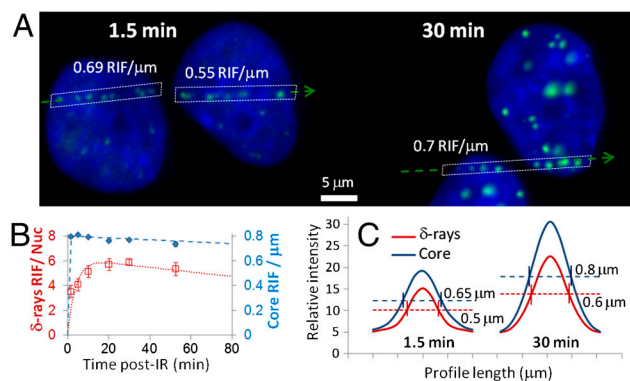 A
1.5 min
30 min
0.69 RIF/μm
0.55 RIF/μm
0.7 RIF/μm
5 μm
B
δ-rays RIF/ Nuc
8
6
4
2
0
0.8
0.6
0.4
0.2
0
Core RIF / μm
0 20 40 60 80
Time post-IR (min)
C
Relative intensity
35
30
25
20
15
10
5
0
δ-rays
Core
0.65 μm
0.5 μm
0.8 μm
0.6 μm
1.5 min
30 min
Profile length (μm)